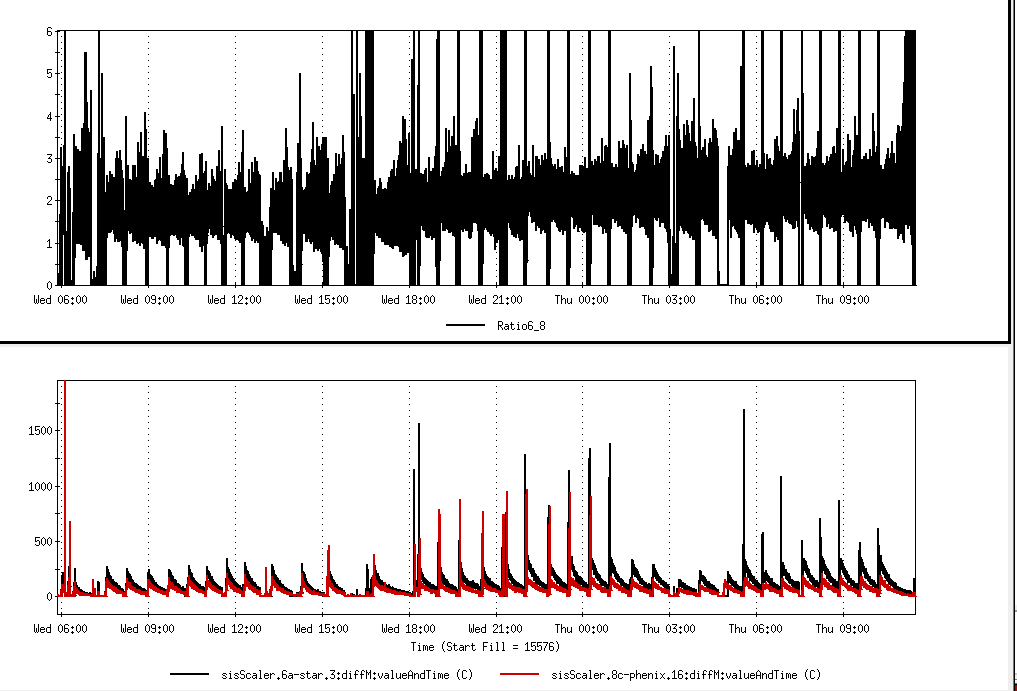 6
5
4
3
2
1
0
Wed 06:00 Wed 09:00 Wed 12:00 Wed 15:00 Wed 18:00 Wed 21:00 Thu 00:00 Thu 03:00 Thu 06:00 Thu 09:00
Ratio6_8
1500
1000
500
0
Wed 06:00 Wed 09:00 Wed 12:00 Wed 15:00 Wed 18:00 Wed 21:00 Thu 00:00 Thu 03:00 Thu 06:00 Thu 09:00
Time (Start Fill = 15576)
sisScaler.6a-star.3:diffM:valueAndTime (C) sisScaler.8c-phenix.16:diffM:valueAndTime (C)